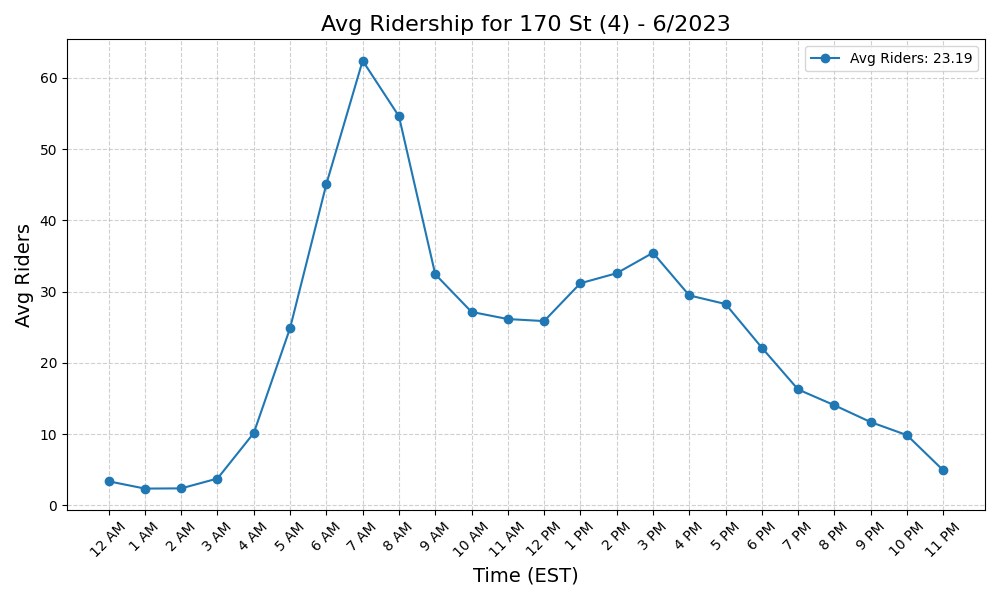 Avg Ridership for 170 St (4) - 6/2023
Avg Riders: 23.19
Avg Riders
60
50
40
30
20
10
0
12 AM
1 AM
2 AM
3 AM
4 AM
5 AM
6 AM
7 AM
8 AM
9 AM
10 AM
11 AM
12 PM
1 PM
2 PM
3 PM
4 PM
5 PM
6 PM
7 PM
8 PM
9 PM
10 PM
11 PM
Time (EST)